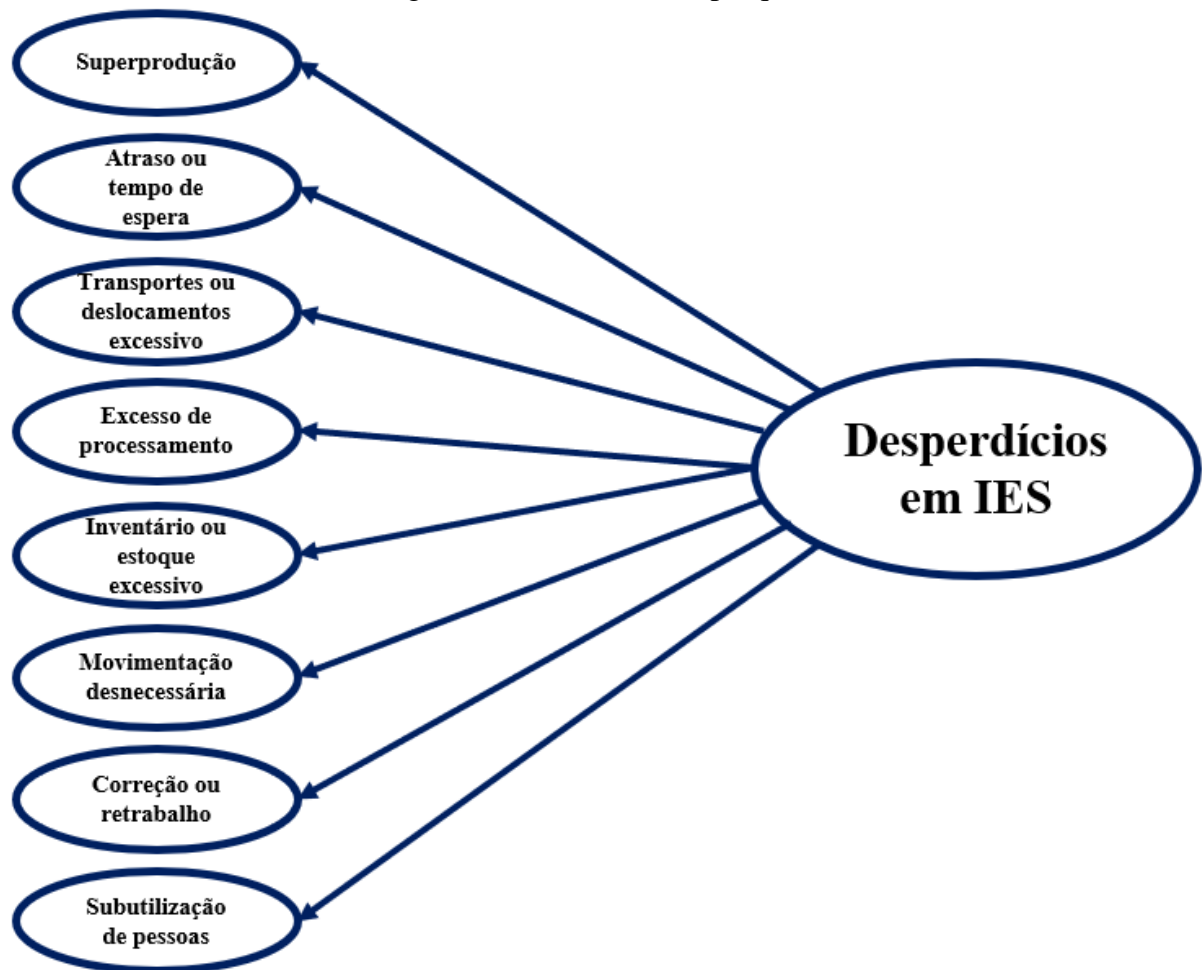 Superprodução
Atraso ou
tempo de
espera
Transportes ou
deslocamentos
excessivo
Excesso de
processamento
Inventário ou
estoque
excessivo
Movimentação
desnecessária
Correção ou
retrabalho
Subutilização
de pessoas
Desperdícios
em IES